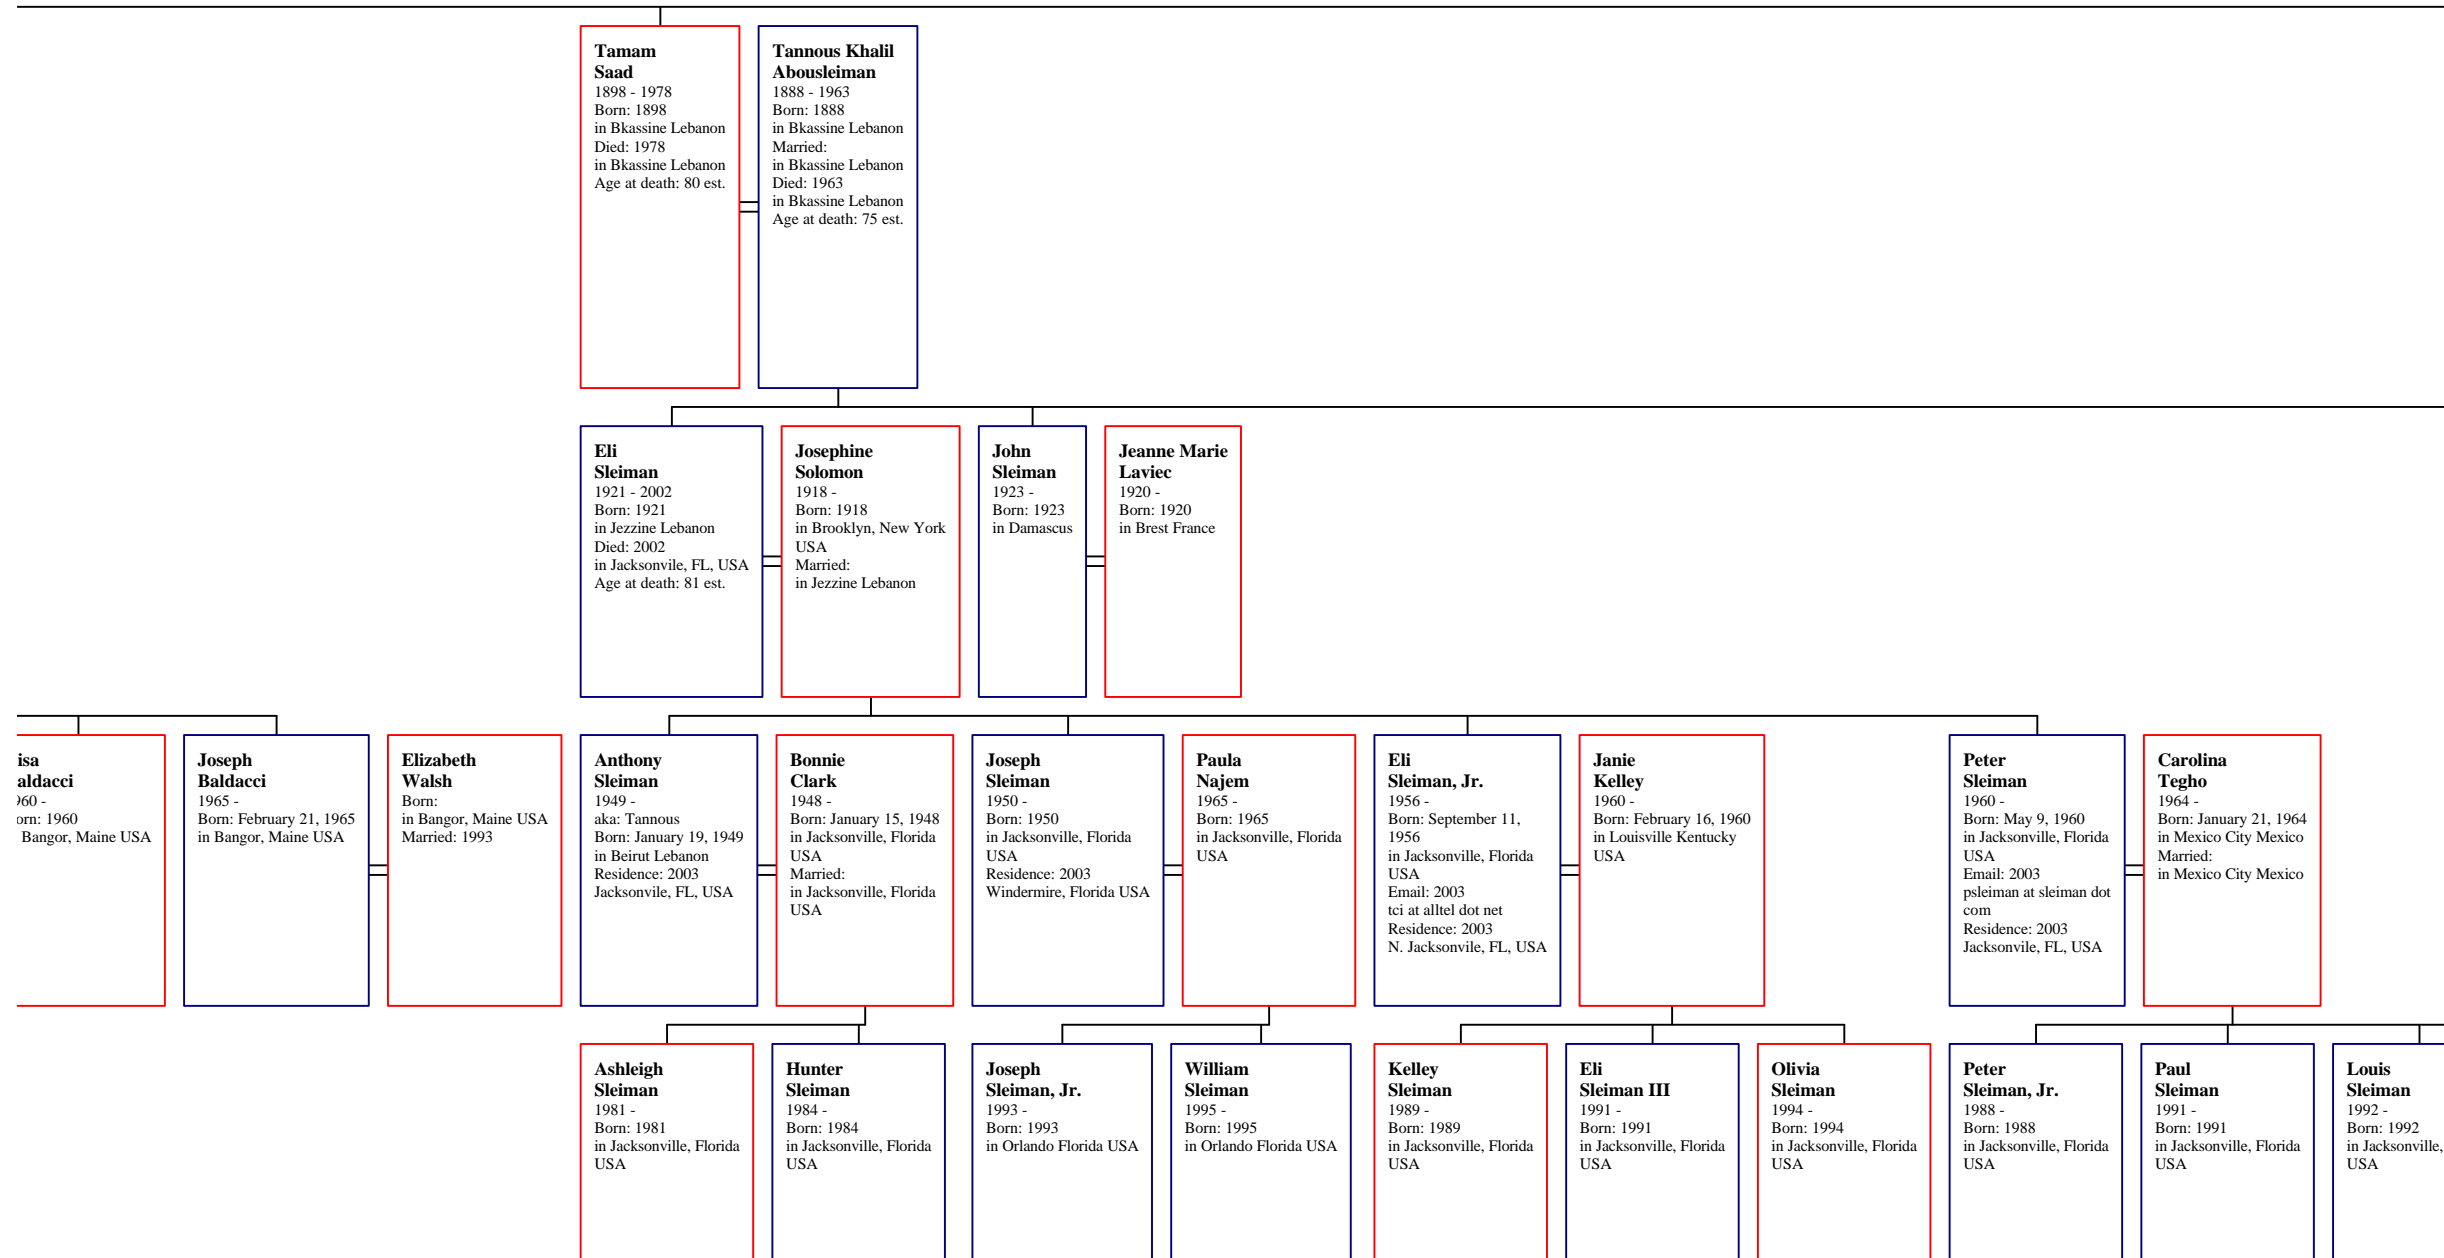 Tamam
Saad
1898 - 1978
Born: 1898
in Bkassine Lebanon
Died: 1978
in Bkassine Lebanon
Age at death: 80 est.
Tannous Khalil
Abousleiman
1888 - 1963
Born: 1888
in Bkassine Lebanon
Married:
in Bkassine Lebanon
Died: 1963
in Bkassine Lebanon
Age at death: 75 est.
Eli
Sleiman
1921 - 2002
Born: 1921
in Jezzine Lebanon
Died: 2002
in Jacksonvile, FL, USA
Age at death: 81 est.
Josephine
Solomon
1918 -
Born: 1918
in Brooklyn, New York
USA
Married:
in Jezzine Lebanon
John
Sleiman
1923 -
Born: 1923
in Damascus
Jeanne Marie
Laviec
1920 -
Born: 1920
in Brest France
isa
aldacci
960 -
orn: 1960
Bangor, Maine USA
Joseph
Baldacci
1965 -
Born: February 21, 1965
in Bangor, Maine USA
Elizabeth
Walsh
Born:
in Bangor, Maine USA
Married: 1993
Anthony
Sleiman
1949 -
aka: Tannous
Born: January 19, 1949
in Beirut Lebanon
Residence: 2003
Jacksonvile, FL, USA
Bonnie
Clark
1948 -
Born: January 15, 1948
in Jacksonville, Florida
USA
Married:
in Jacksonville, Florida
USA
Joseph
Sleiman
1950 -
Born: 1950
in Jacksonville, Florida
USA
Residence: 2003
Windermire, Florida USA
Paula
Najem
1965 -
Born: 1965
in Jacksonville, Florida
USA
Eli
Sleiman, Jr.
1956 -
Born: September 11,
1956
in Jacksonville, Florida
USA
Email: 2003
tci at alltel dot net
Residence: 2003
N. Jacksonvile, FL, USA
Janie
Kelley
1960 -
Born: February 16, 1960
in Louisville Kentucky
USA
Peter
Sleiman
1960 -
Born: May 9, 1960
in Jacksonville, Florida
USA
Email: 2003
psleiman at sleiman dot
com
Residence: 2003
Jacksonvile, FL, USA
Carolina
Tegho
1964 -
Born: January 21, 1964
in Mexico City Mexico
Married:
in Mexico City Mexico
Ashleigh
Sleiman
1981 -
Born: 1981
in Jacksonville, Florida
USA
Hunter
Sleiman
1984 -
Born: 1984
in Jacksonville, Florida
USA
Joseph
Sleiman, Jr.
1993 -
Born: 1993
in Orlando Florida USA
William
Sleiman
1995 -
Born: 1995
in Orlando Florida USA
Kelley
Sleiman
1989 -
Born: 1989
in Jacksonville, Florida
USA
Eli
Sleiman III
1991 -
Born: 1991
in Jacksonville, Florida
USA
Olivia
Sleiman
1994 -
Born: 1994
in Jacksonville, Florida
USA
Peter
Sleiman, Jr.
1988 -
Born: 1988
in Jacksonville, Florida
USA
Paul
Sleiman
1991 -
Born: 1991
in Jacksonville, Florida
USA
Louis
Sleiman
1992 -
Born: 1992
in Jacksonville,
USA